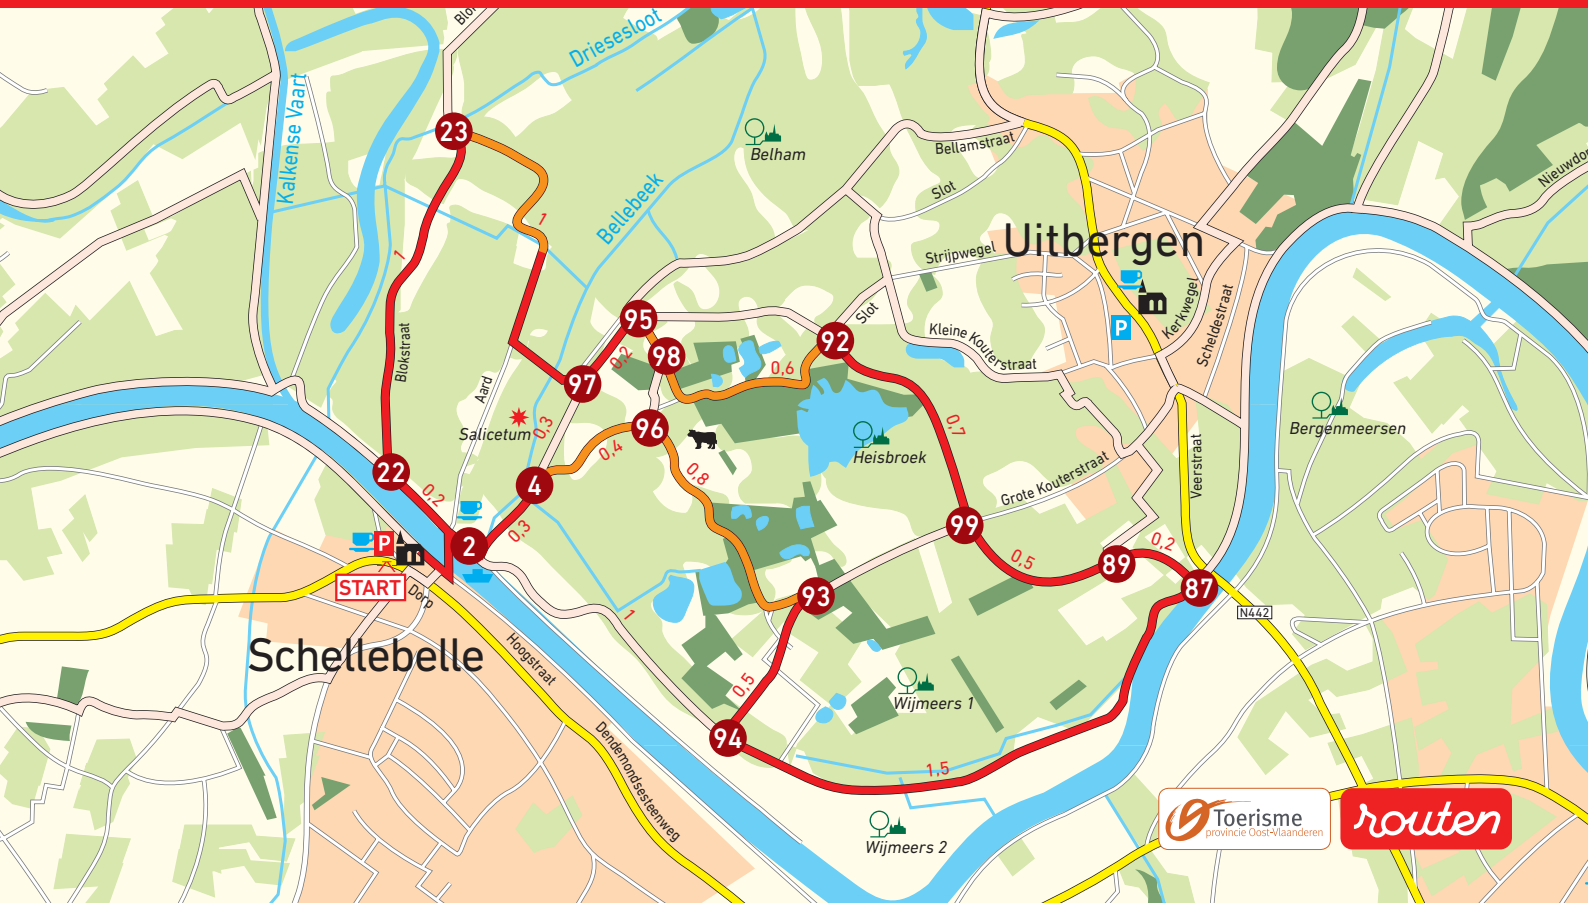 Driesesloot
Kalkense Vaart
23
Belham
Bellamstraat
Slot
Nieuwdor
Bellebeek
1
1
Strijpwegel
Uitbergen
P
Kerkwegel
Scheldestraat
95
98
0,2
97
92
Slot
Kleine Kouterstraat
0,6
Blokstraat
Aard
Salicetum
0,3
0,4
96
0,8
Heisbroek
0,7
Bergenmeersen
22
0,2
4
0,3
2
Grote Kouterstraat
Veerstraat
99
0,5
89
0,2
87
N442
P
START
Dorp
Schellebelle
Hoogstraat
1
93
0,5
94
Wijmeers 1
1,5
Dendermondsesteenweg
Wijmeers 2
Toerisme
provincie Oost-Vlaanderen
routen